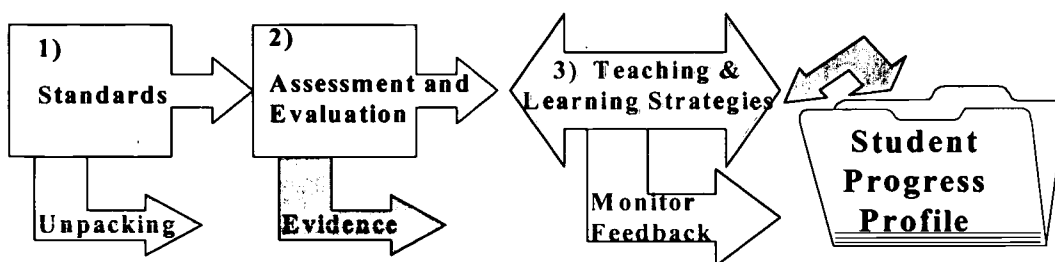 1)
Standards
Unpacking
2)
Assessment and
Evaluation
Evidence
3) Teaching &
Learning Strategies
Monitor
Feedback
Student
Progress
Profile